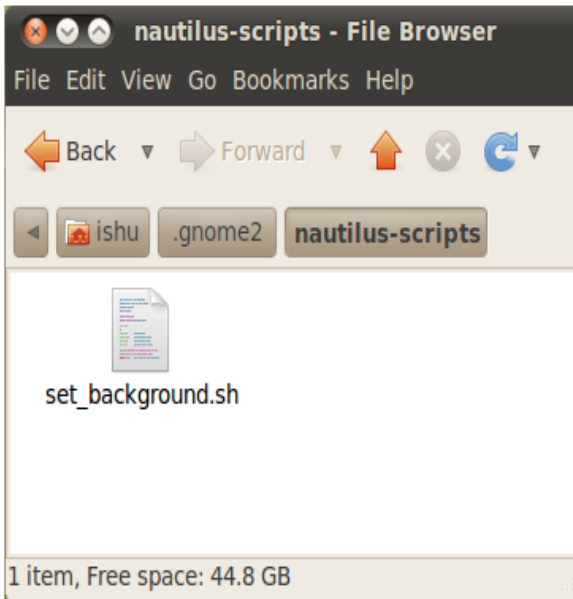 nautilus-scripts - File Browser
File Edit View Go Bookmarks Help
Back Forward
ishu .gnome2 nautilus-scripts
set_background.sh
1 item, Free space: 44.8 GB